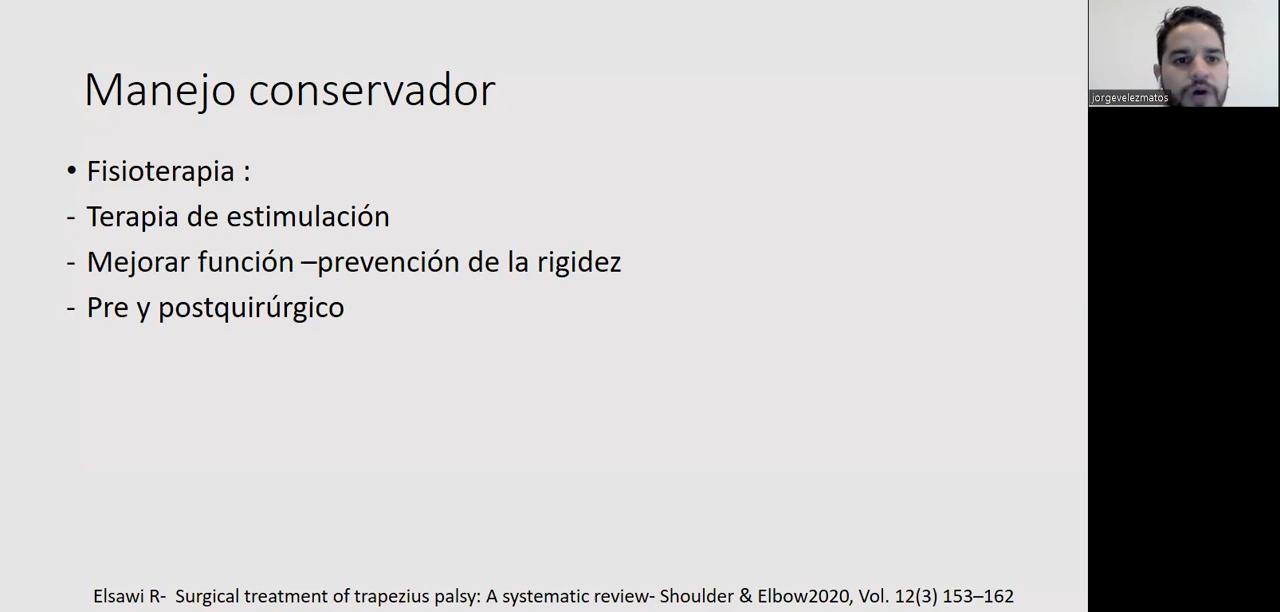 Manejo conservador
• Fisioterapia :
- Terapia de estimulación
- Mejorar función –prevención de la rigidez
- Pre y postquirúrgico
Elsawi R- Surgical treatment of trapezius palsy: A systematic review- Shoulder & Elbow2020, Vol. 12(3) 153–162
jorgevelezmatos